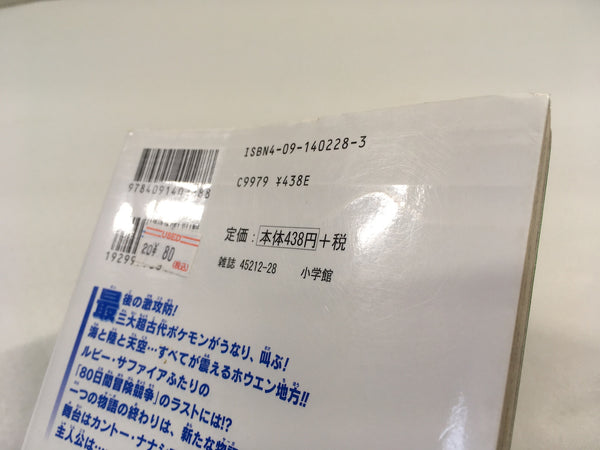 ISBN4-09-140228-3
C9979 ¥438E
定価：本体438円+税
雑誌 45212-28 小学館
USED
20¥ 80
(税込)
最後の激攻防!
三大超古代ポケモンがうなり、叫ぶ!
海と陸と天空…すべてが震えるホウエン地方!!
ルビー・サファイアふたりの
「80日間冒険競争」のラストには!?
二つの物語の終わりは、新たな物
舞台はカントー・ナナシ
主人公は…